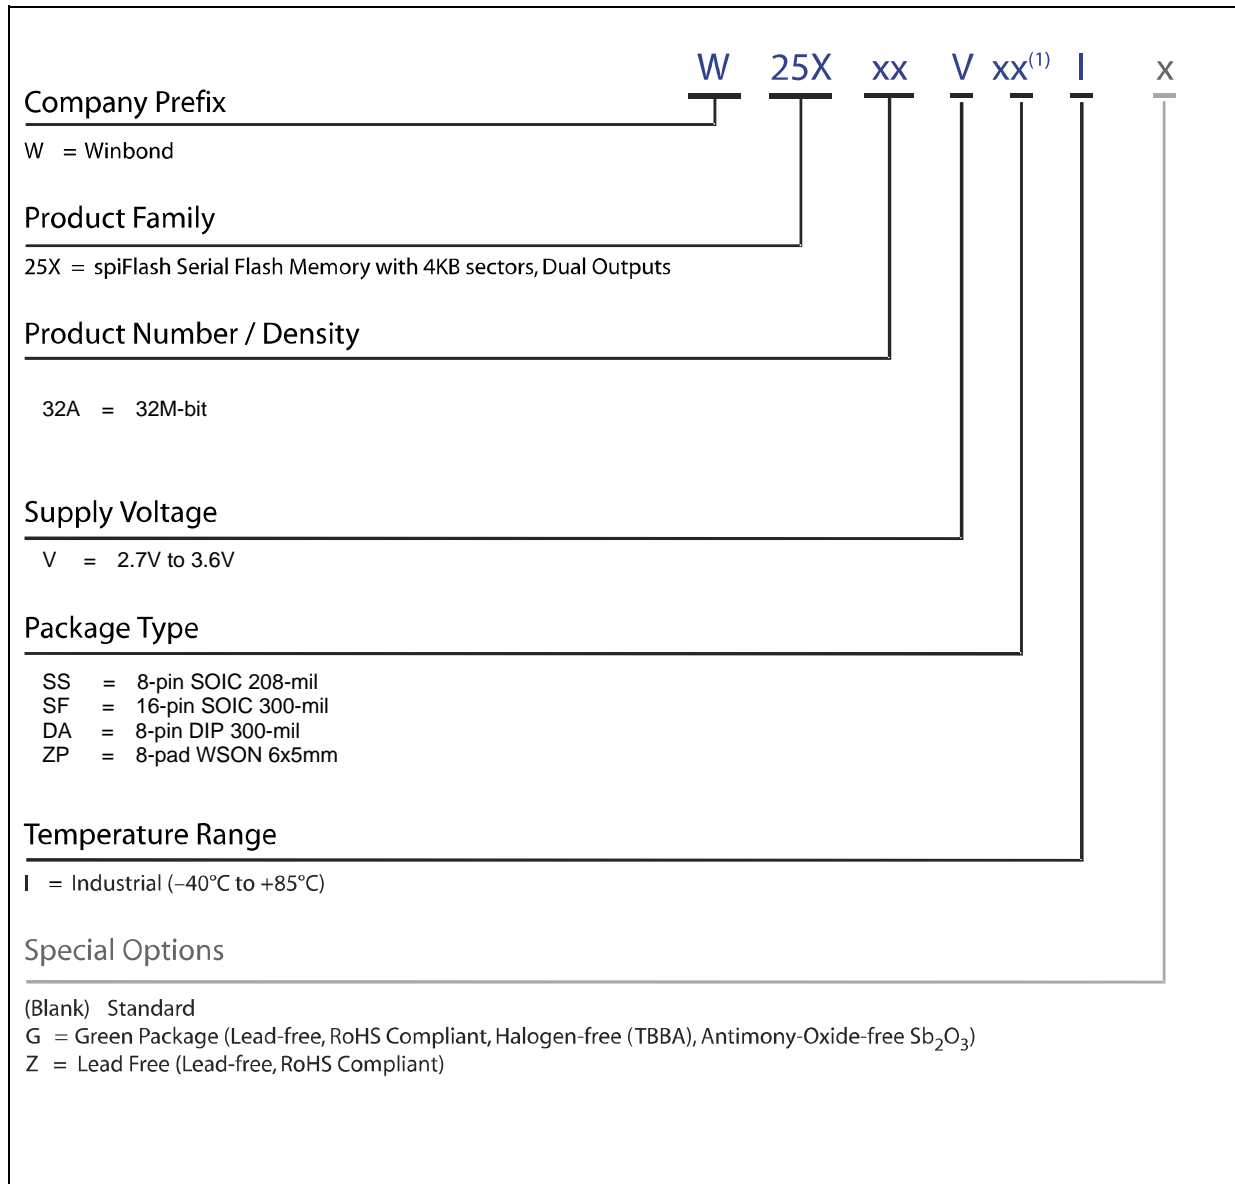 W 25X xx V xx(1) I x
Company Prefix
W = Winbond
Product Family
25X = spiFlash Serial Flash Memory with 4KB sectors, Dual Outputs
Product Number / Density
32A = 32M-bit
Supply Voltage
V = 2.7V to 3.6V
Package Type
SS = 8-pin SOIC 208-mil
SF = 16-pin SOIC 300-mil
DA = 8-pin DIP 300-mil
ZP = 8-pad WSON 6x5mm
Temperature Range
I = Industrial (–40°C to +85°C)
Special Options
(Blank) Standard
G = Green Package (Lead-free, RoHS Compliant, Halogen-free (TBBA), Antimony-Oxide-free Sb2O3)
Z = Lead Free (Lead-free, RoHS Compliant)